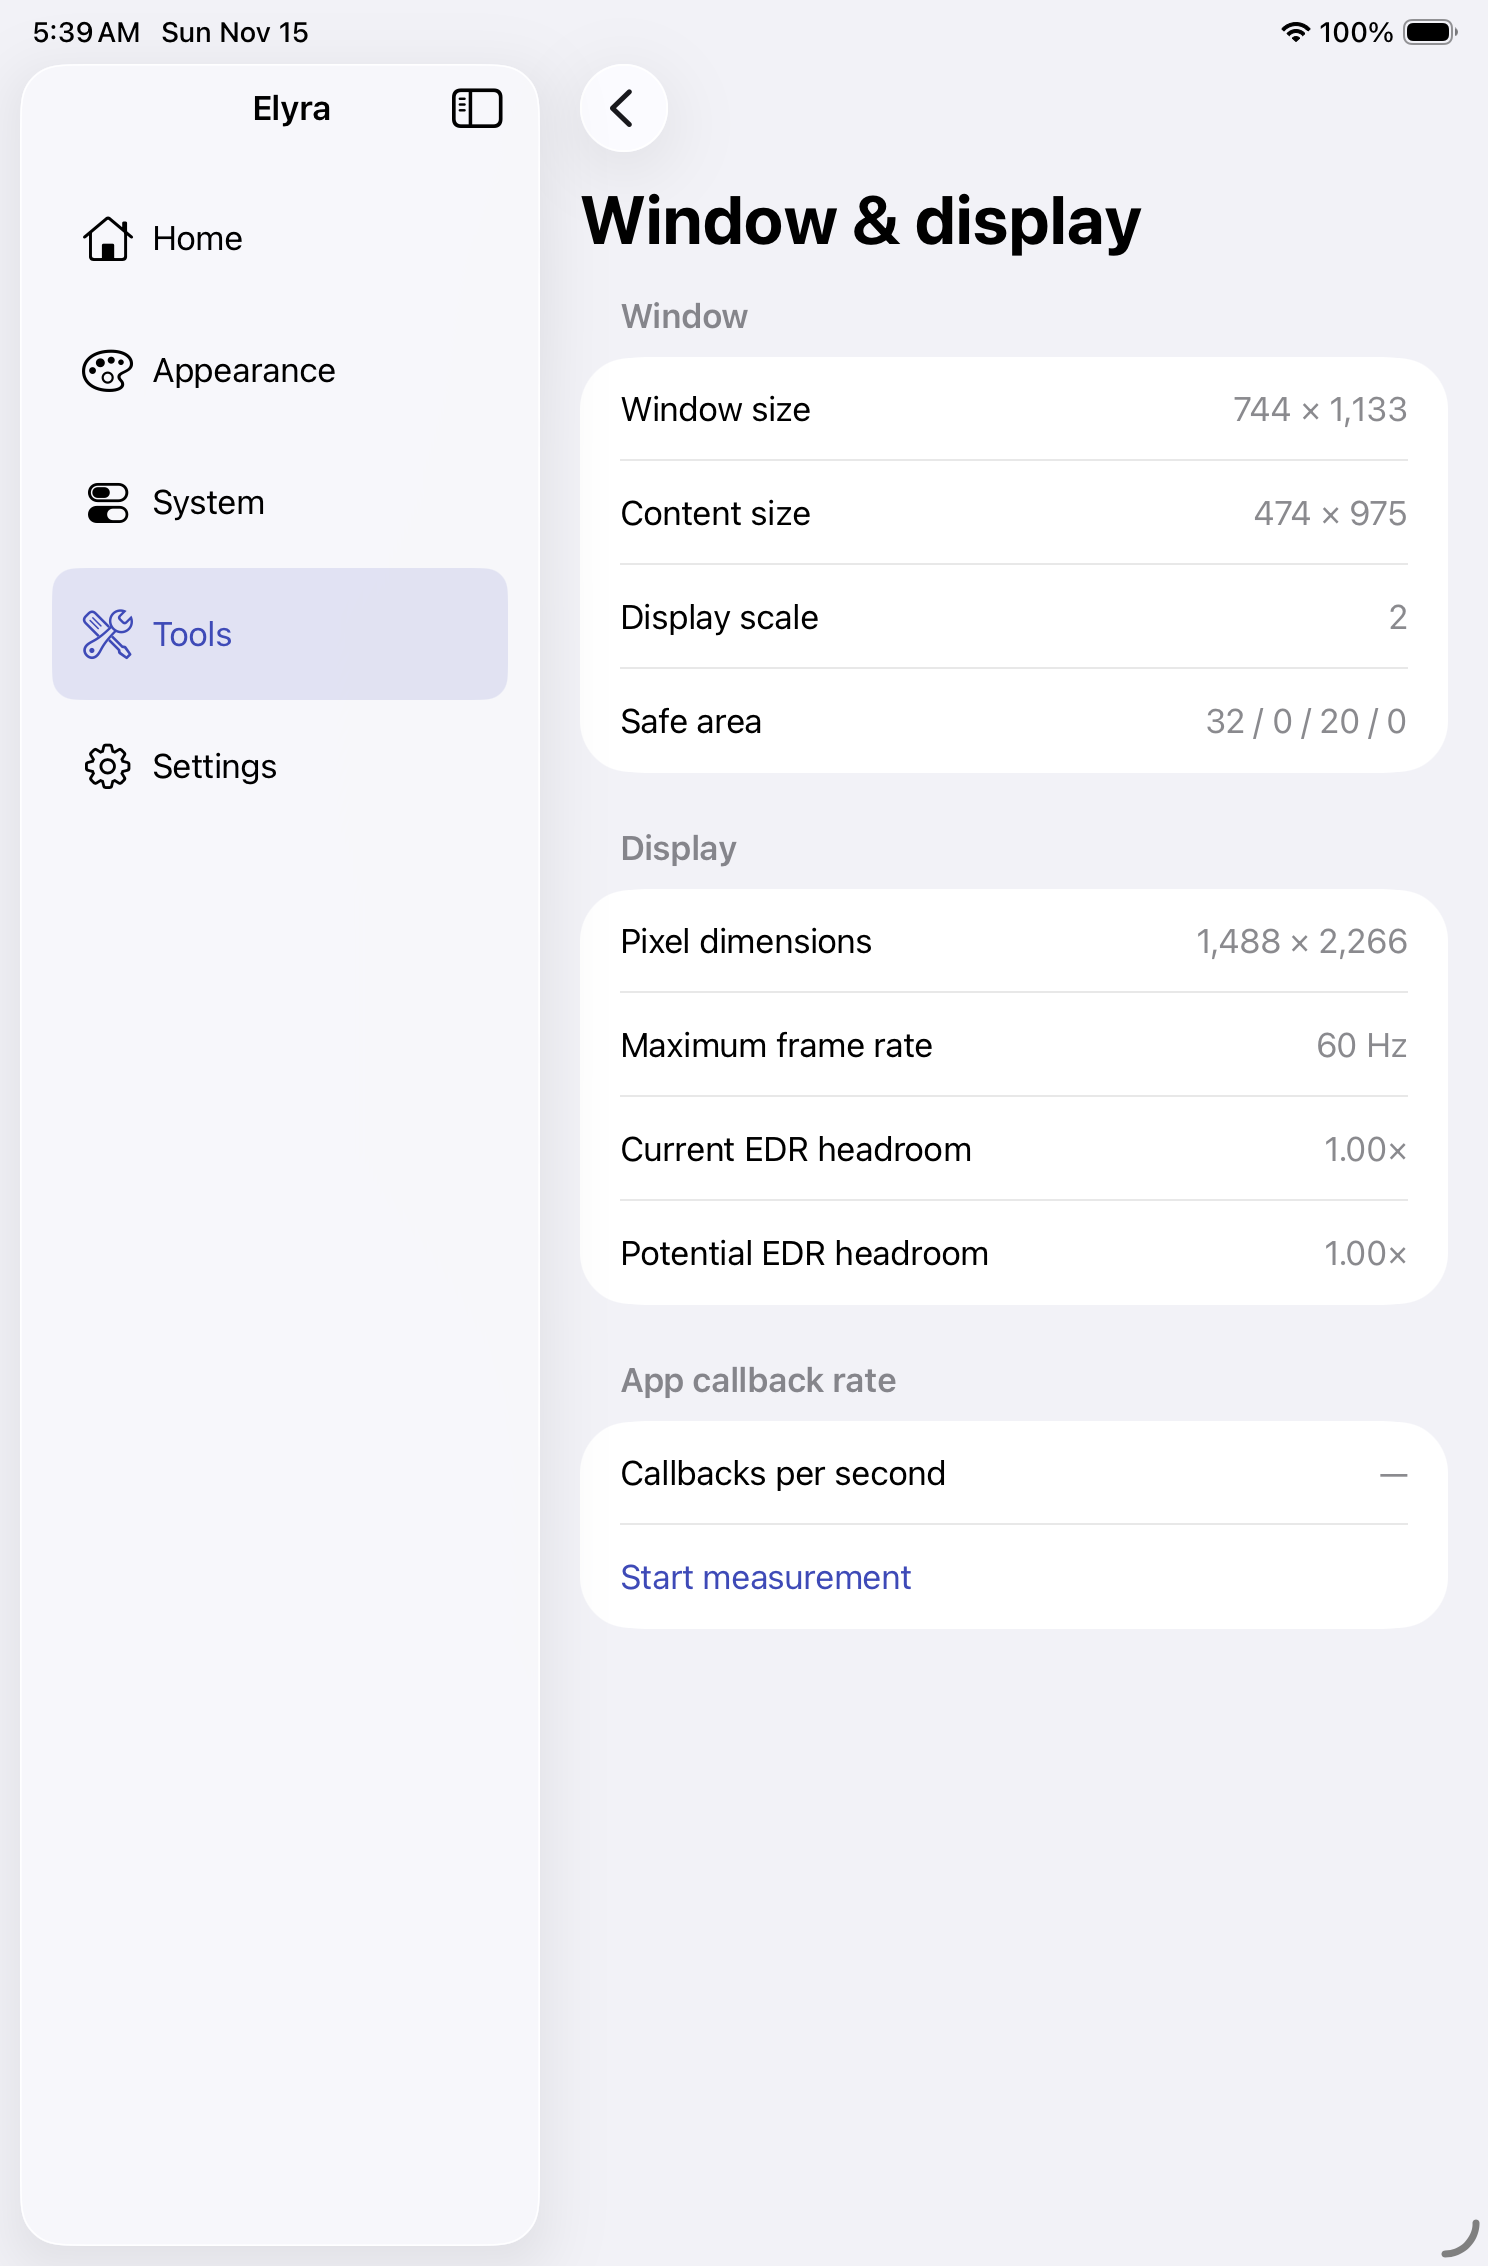 5:39 AM Sun Nov 15
100%
Elyra
Home
Appearance
System
Tools
Settings
Window & display
Window
Window size 744 × 1,133
Content size 474 × 975
Display scale 2
Safe area 32 / 0 / 20 / 0
Display
Pixel dimensions 1,488 × 2,266
Maximum frame rate 60 Hz
Current EDR headroom 1.00×
Potential EDR headroom 1.00×
App callback rate
Callbacks per second —
Start measurement